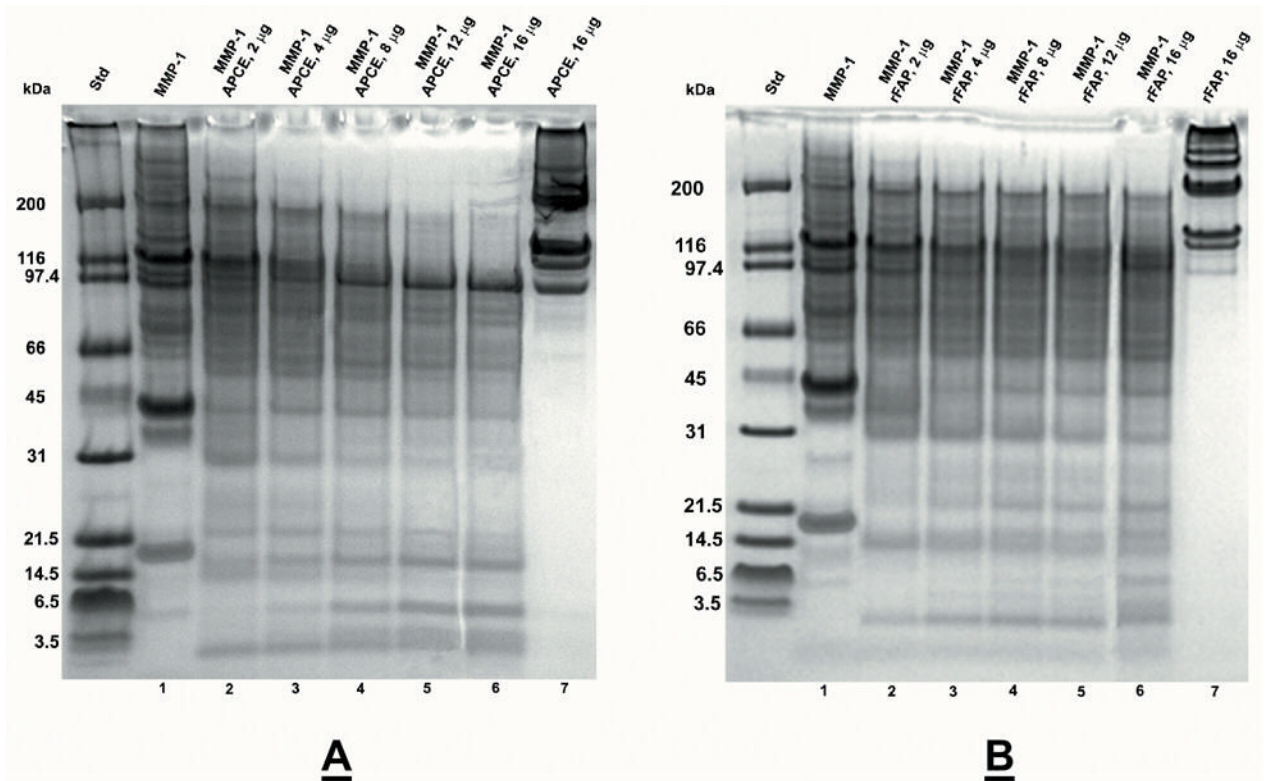 kDa
Std
MMP-1
MMP-1
APCE, 2 µg
MMP-1
APCE, 4 µg
MMP-1
APCE, 8 µg
MMP-1
APCE, 12 µg
MMP-1
APCE, 16 µg
APCE, 16 µg
200
116
97.4
66
45
31
21.5
14.5
6.5
3.5
1 2 3 4 5 6 7
A
kDa
Std
MMP-1
MMP-1
rFAP, 2 µg
MMP-1
rFAP, 4 µg
MMP-1
rFAP, 8 µg
MMP-1
rFAP, 12 µg
MMP-1
rFAP, 16 µg
rFAP, 16 µg
200
116
97.4
66
45
31
21.5
14.5
6.5
3.5
1 2 3 4 5 6 7
B